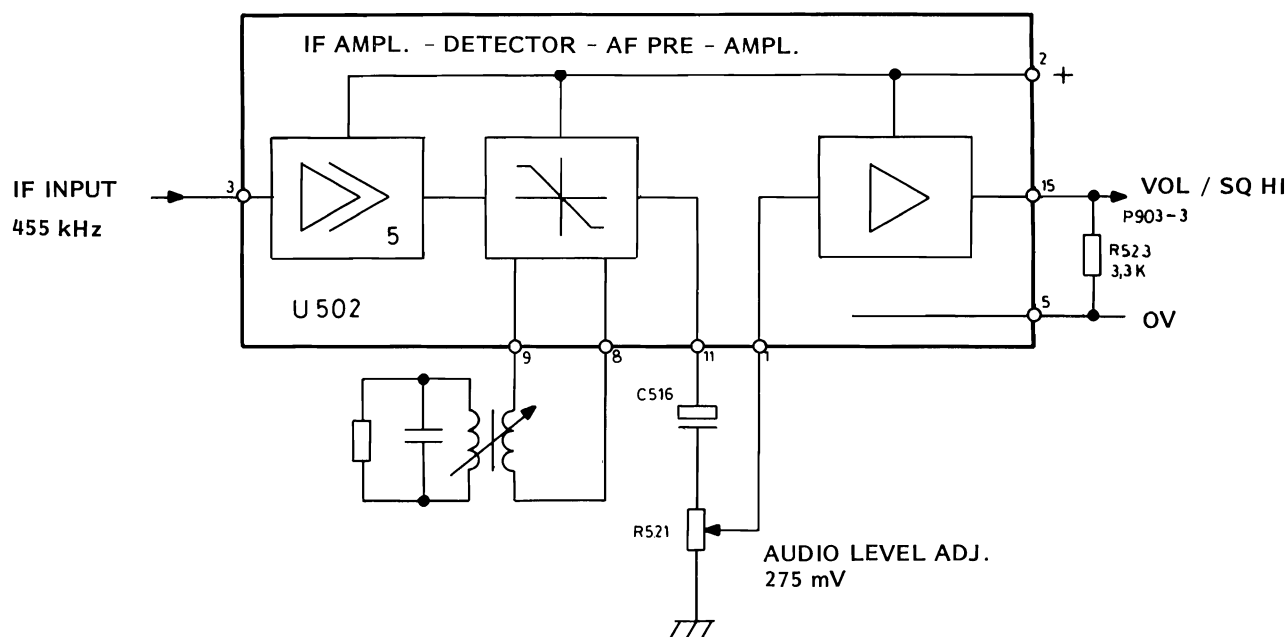 IF AMPL. - DETECTOR - AF PRE - AMPL.
2
+
IF INPUT
455 kHz
3
5
15
VOL / SQ HI
P903-3
R523
3,3K
U502
5
0V
9
8
11
1
C516
R521
AUDIO LEVEL ADJ.
275 mV